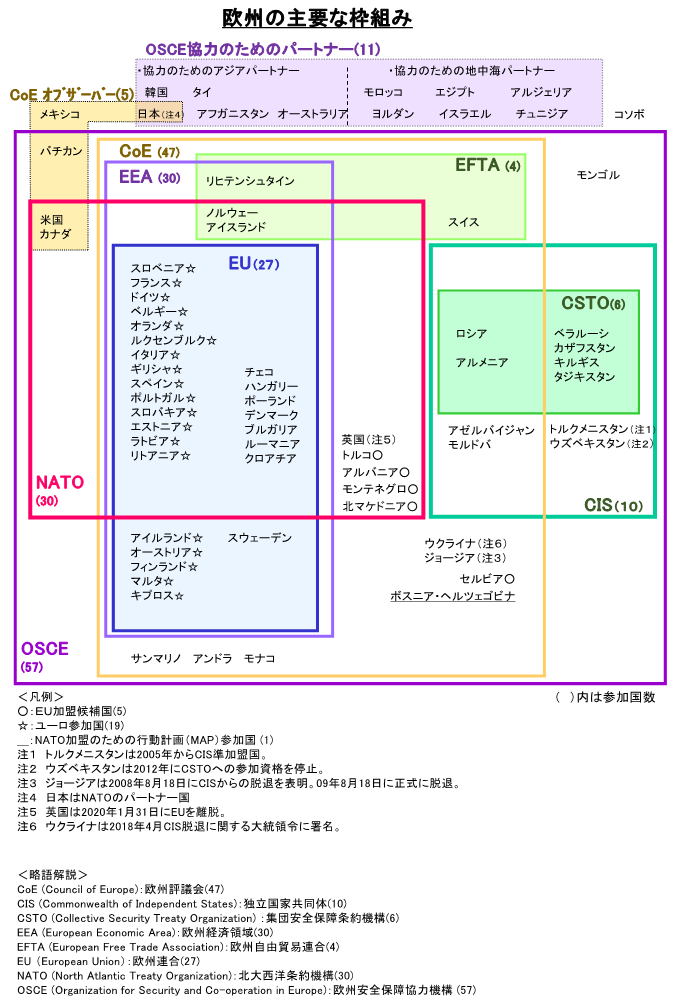 欧州の主要な枠組み
OSCE協力のためのパートナー(11)
・協力のためのアジアパートナー
・協力のための地中海パートナー
CoE オブザーバー(5)
韓国 タイ
モロッコ エジプト アルジェリア
メキシコ
日本(注4) アフガニスタン オーストラリア
ヨルダン イスラエル チュニジア
コソボ
バチカン
CoE (47)
EFTA (4)
EEA (30)
リヒテンシュタイン
モンゴル
米国
カナダ
ノルウェー
アイスランド
スイス
EU(27)
スロベニア☆
フランス☆
ドイツ☆
ベルギー☆
オランダ☆
ルクセンブルク☆
イタリア☆
ギリシャ☆
スペイン☆
ポルトガル☆
スロバキア☆
エストニア☆
ラトビア☆
リトアニア☆
チェコ
ハンガリー
ポーランド
デンマーク
ブルガリア
ルーマニア
クロアチア
CSTO(6)
ロシア
アルメニア
ベラルーシ
カザフスタン
キルギス
タジキスタン
アゼルバイジャン
モルドバ
トルクメニスタン(注1)
ウズベキスタン(注2)
英国(注5)
トルコ○
アルバニア○
モンテネグロ○
北マケドニア○
NATO
(30)
CIS(10)
アイルランド☆
オーストリア☆
フィンランド☆
マルタ☆
キプロス☆
スウェーデン
ウクライナ(注6)
ジョージア(注3)
セルビア○
ボスニア・ヘルツェゴビナ
OSCE
(57)
サンマリノ アンドラ モナコ
＜凡例＞
( )内は参加国数
○：EU加盟候補国(5)
☆：ユーロ参加国(19)
＿：NATO加盟のための行動計画(MAP)参加国 (1)
注1 トルクメニスタンは2005年からCIS準加盟国。
注2 ウズベキスタンは2012年にCSTOへの参加資格を停止。
注3 ジョージアは2008年8月18日にCISからの脱退を表明。09年8月18日に正式に脱退。
注4 日本はNATOのパートナー国
注5 英国は2020年1月31日にEUを離脱。
注6 ウクライナは2018年4月CIS脱退に関する大統領令に署名。
＜略語解説＞
CoE (Council of Europe)：欧州評議会(47)
CIS (Commonwealth of Independent States)：独立国家共同体(10)
CSTO (Collective Security Treaty Organization)：集団安全保障条約機構(6)
EEA (European Economic Area)：欧州経済領域(30)
EFTA (European Free Trade Association)：欧州自由貿易連合(4)
EU (European Union)：欧州連合(27)
NATO (North Atlantic Treaty Organization)：北大西洋条約機構(30)
OSCE (Organization for Security and Co-operation in Europe)：欧州安全保障協力機構 (57)